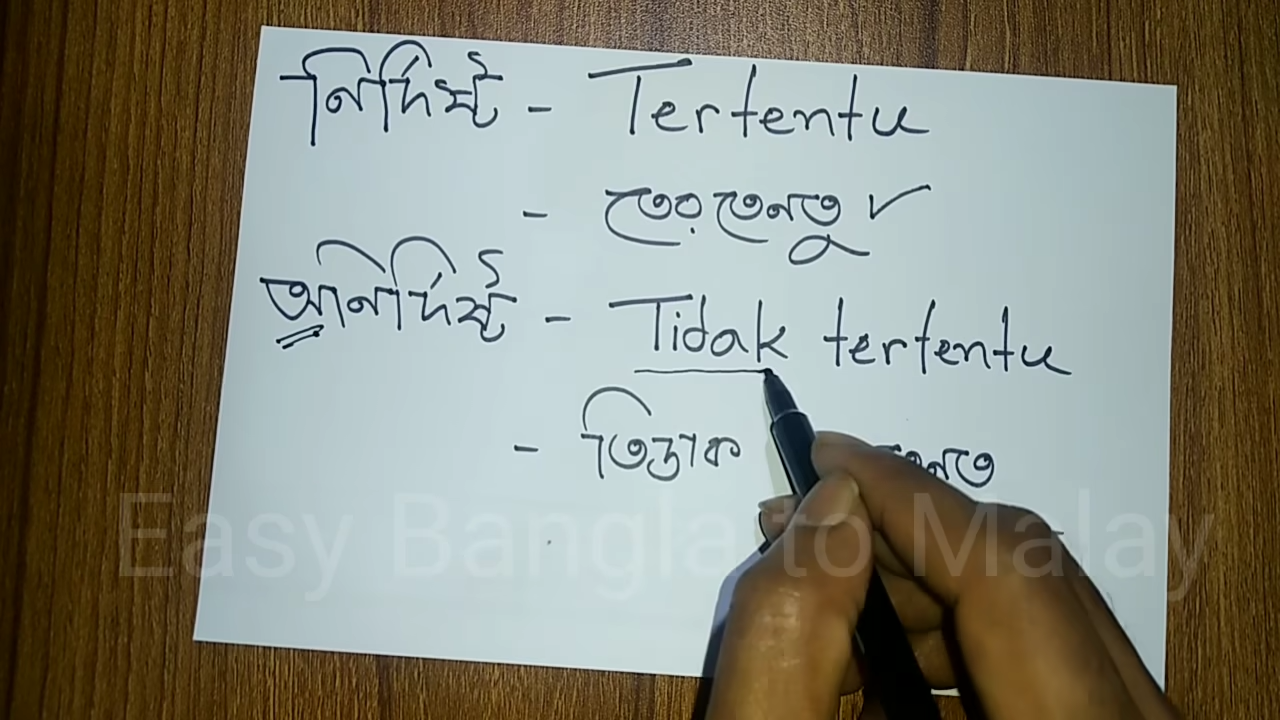 নির্দিষ্ট - Tertentu
- তের তেনতু ✓
অনির্দিষ্ট - Tidak tertentu
- তিডাক
Easy Bangla to Malay